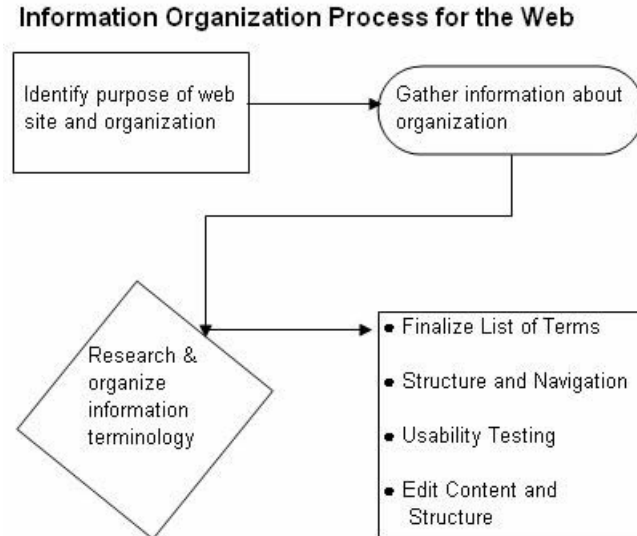 Information Organization Process for the Web
Identify purpose of web
site and organization
Gather information about
organization
Research &
organize
information
terminology
• Finalize List of Terms
• Structure and Navigation
• Usability Testing
• Edit Content and
Structure